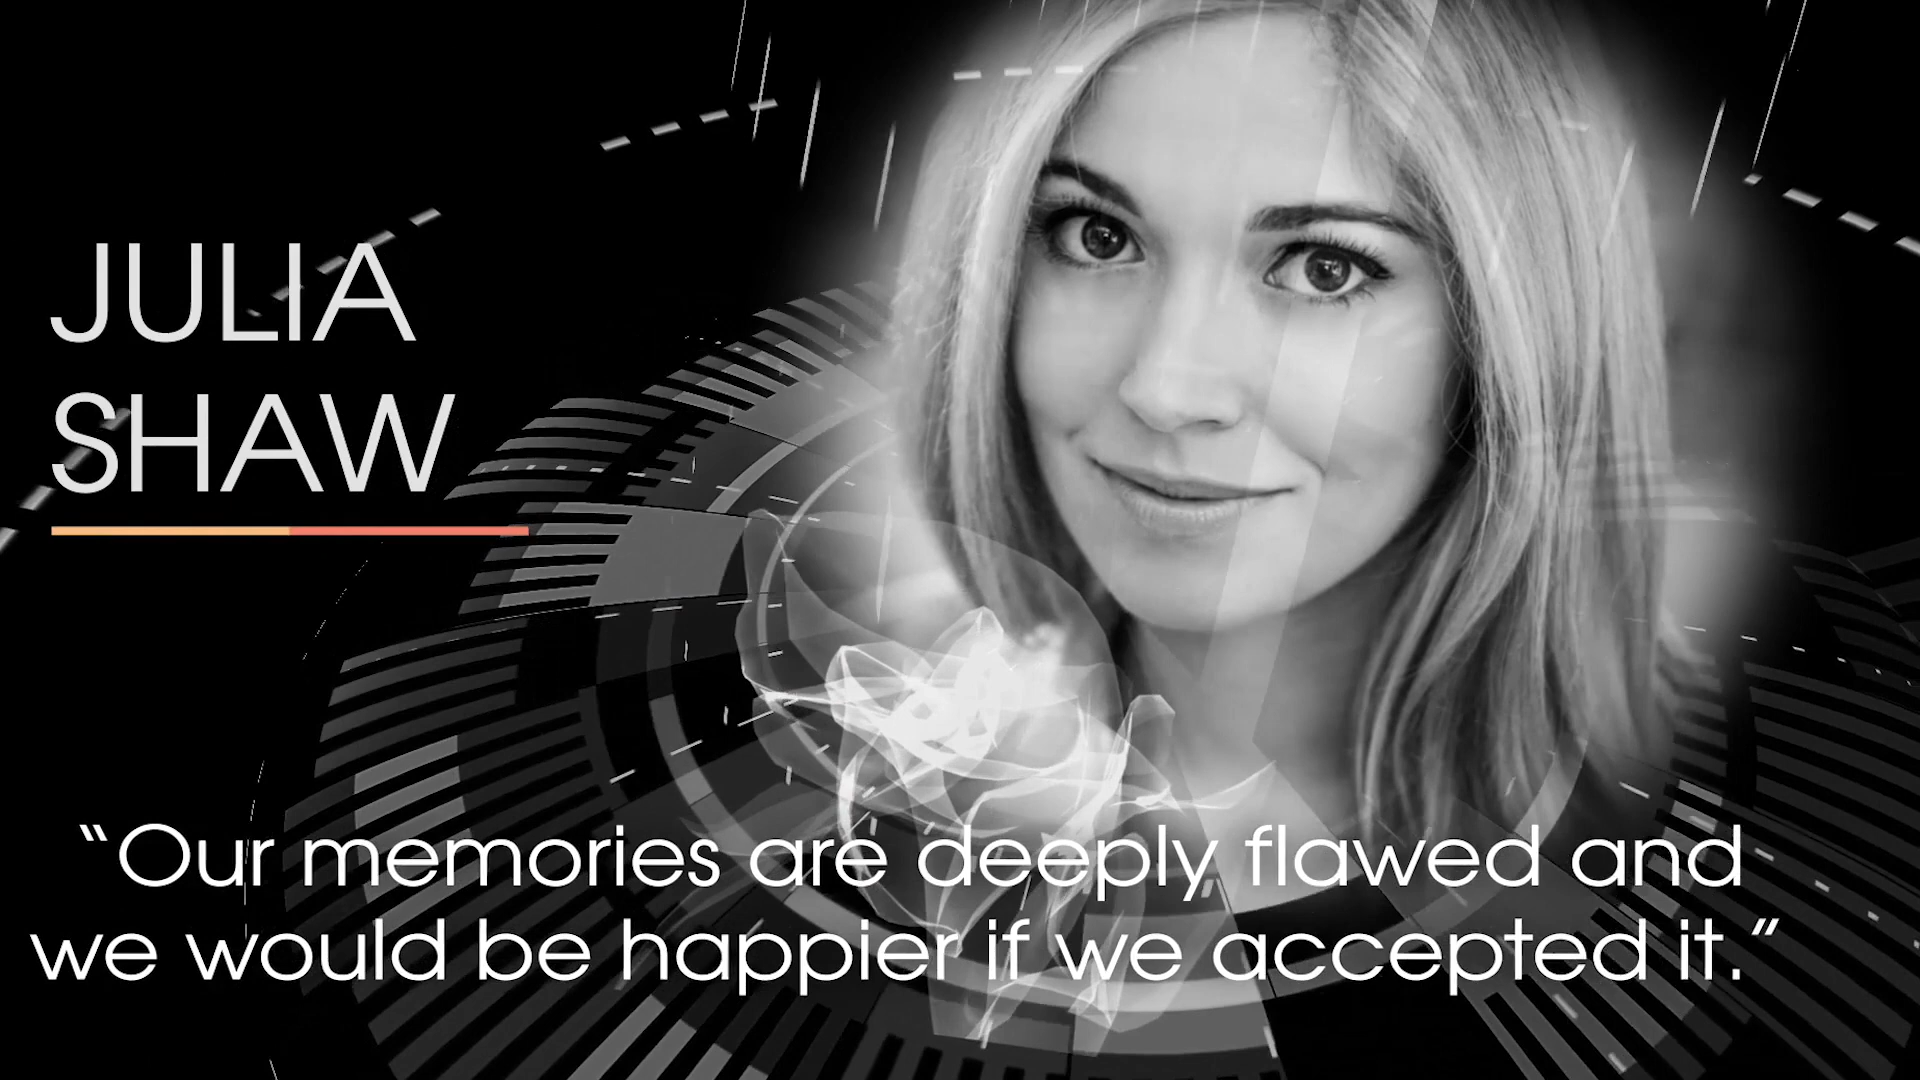 JULIA
SHAW
“Our memories are deeply flawed and
we would be happier if we accepted it.”